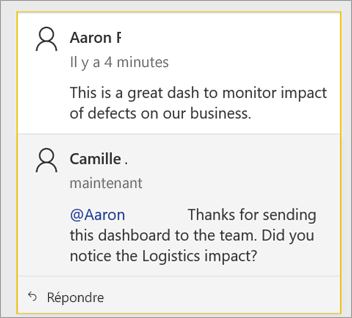 Aaron F
Il y a 4 minutes
This is a great dash to monitor impact
of defects on our business.
Camille .
maintenant
@Aaron Thanks for sending
this dashboard to the team. Did you
notice the Logistics impact?
Répondre